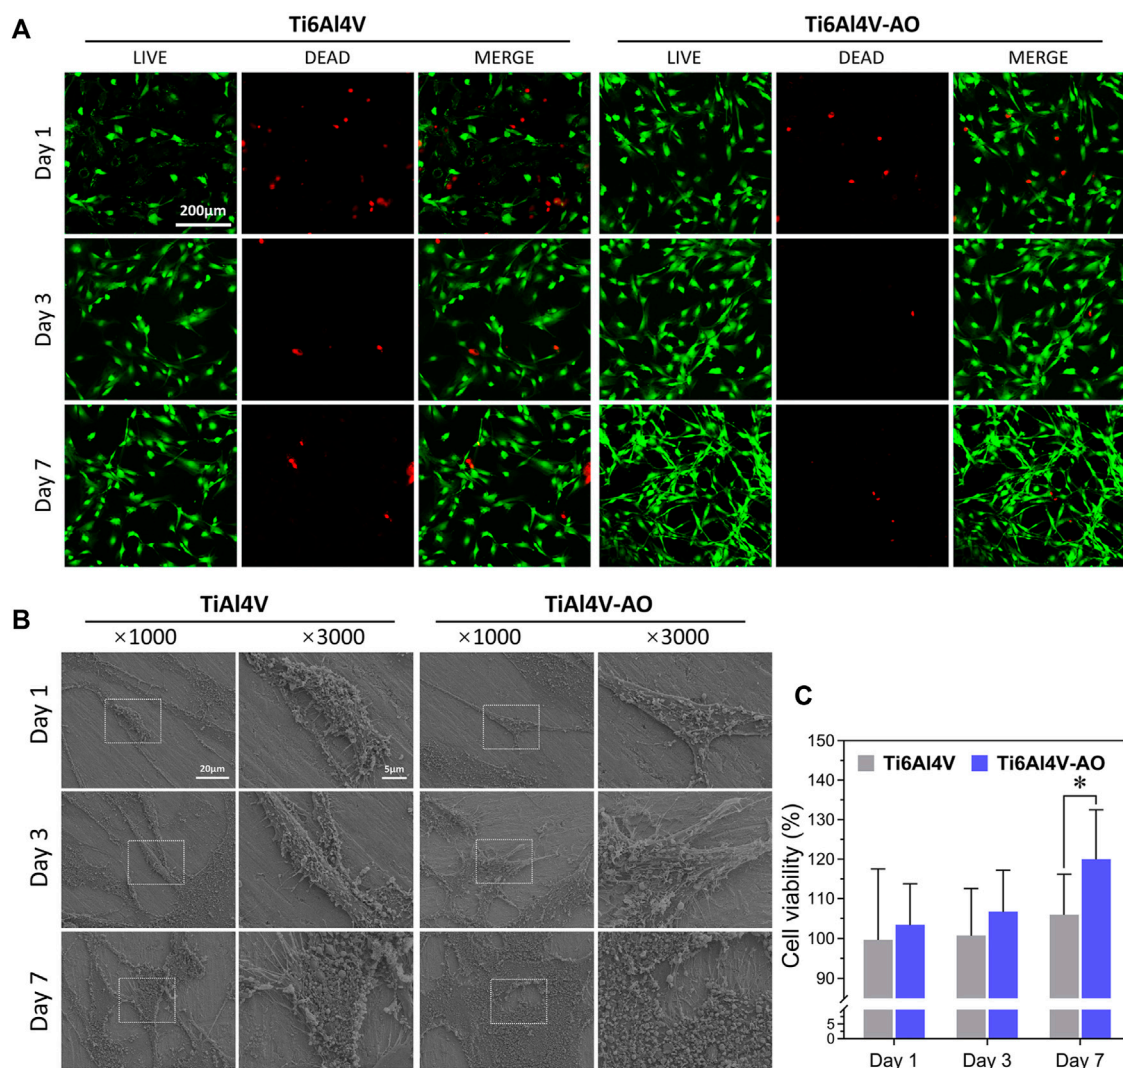 A
Ti6Al4V
Ti6Al4V-AO
LIVE
DEAD
MERGE
LIVE
DEAD
MERGE
Day 1
200μm
Day 3
Day 7
B
TiAl4V
TiAl4V-AO
×1000
×3000
×1000
×3000
Day 1
20μm
5μm
Day 3
Day 7
C
Cell viability (%)
150
140
130
120
110
100
90
5
0
Ti6Al4V
Ti6Al4V-AO
*
Day 1
Day 3
Day 7